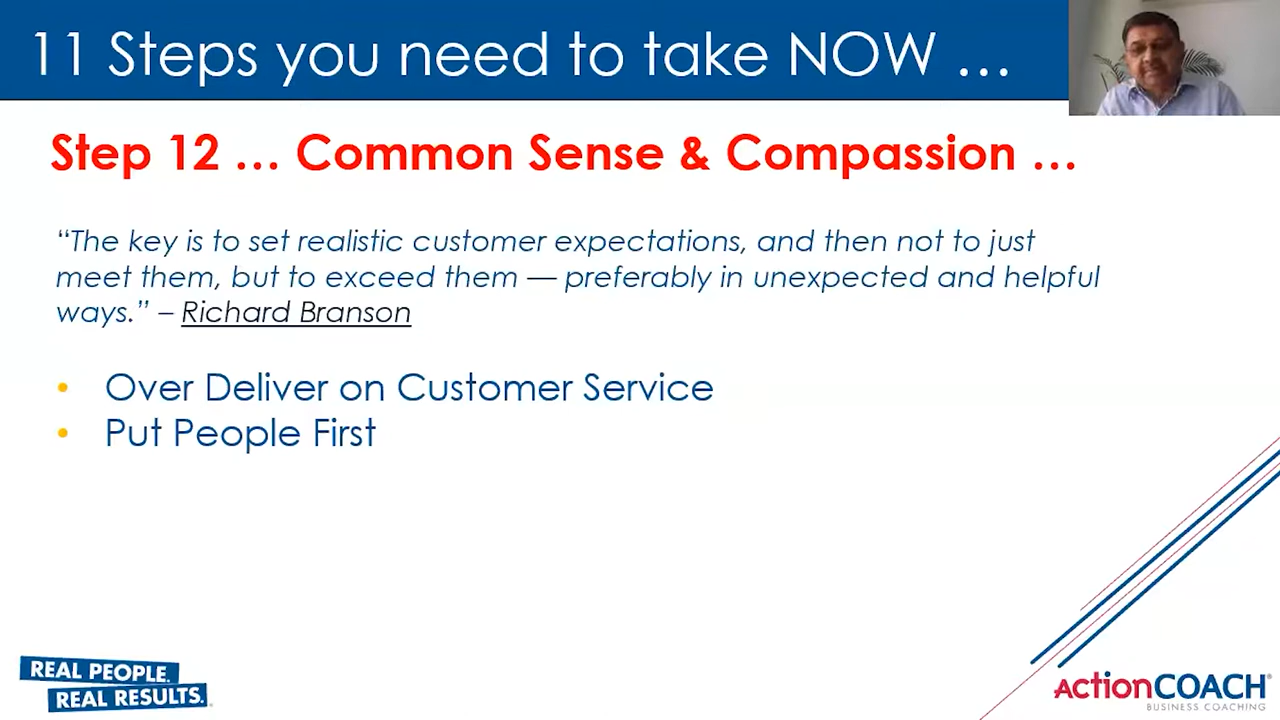 11 Steps you need to take NOW ...
Step 12 ... Common Sense & Compassion ...
“The key is to set realistic customer expectations, and then not to just
meet them, but to exceed them — preferably in unexpected and helpful
ways.” – Richard Branson
• Over Deliver on Customer Service
• Put People First
REAL PEOPLE.
REAL RESULTS.
ActionCOACH®
BUSINESS COACHING